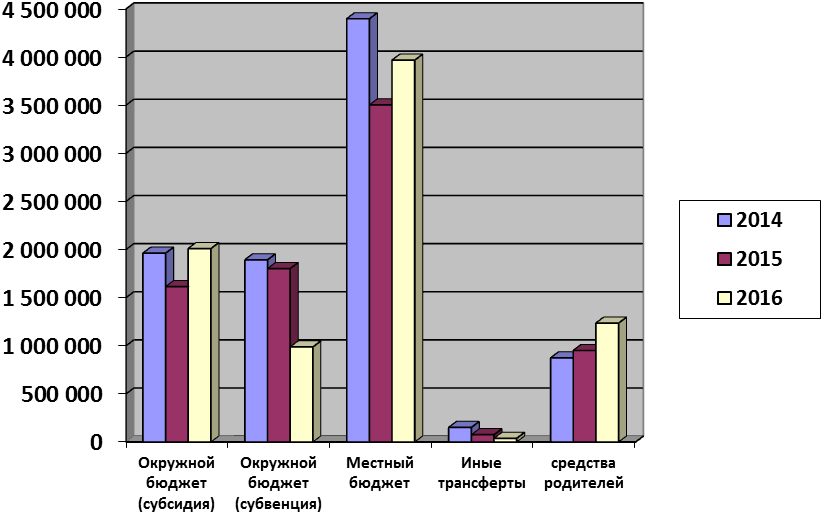 4 500 000
4 000 000
3 500 000
3 000 000
2 500 000
2 000 000
1 500 000
1 000 000
500 000
0
Окружной
бюджет
(субсидия)
Окружной
бюджет
(субвенция)
Местный
бюджет
Иные
трансферты
средства
родителей
2014
2015
2016